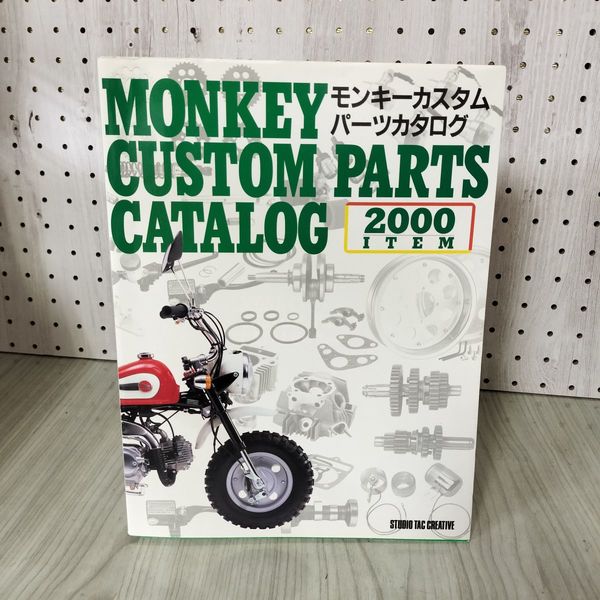 MONKEY
モンキーカスタム
パーツカタログ
CUSTOM PARTS
CATALOG
2000
ITEM
STUDIO TAC CREATIVE